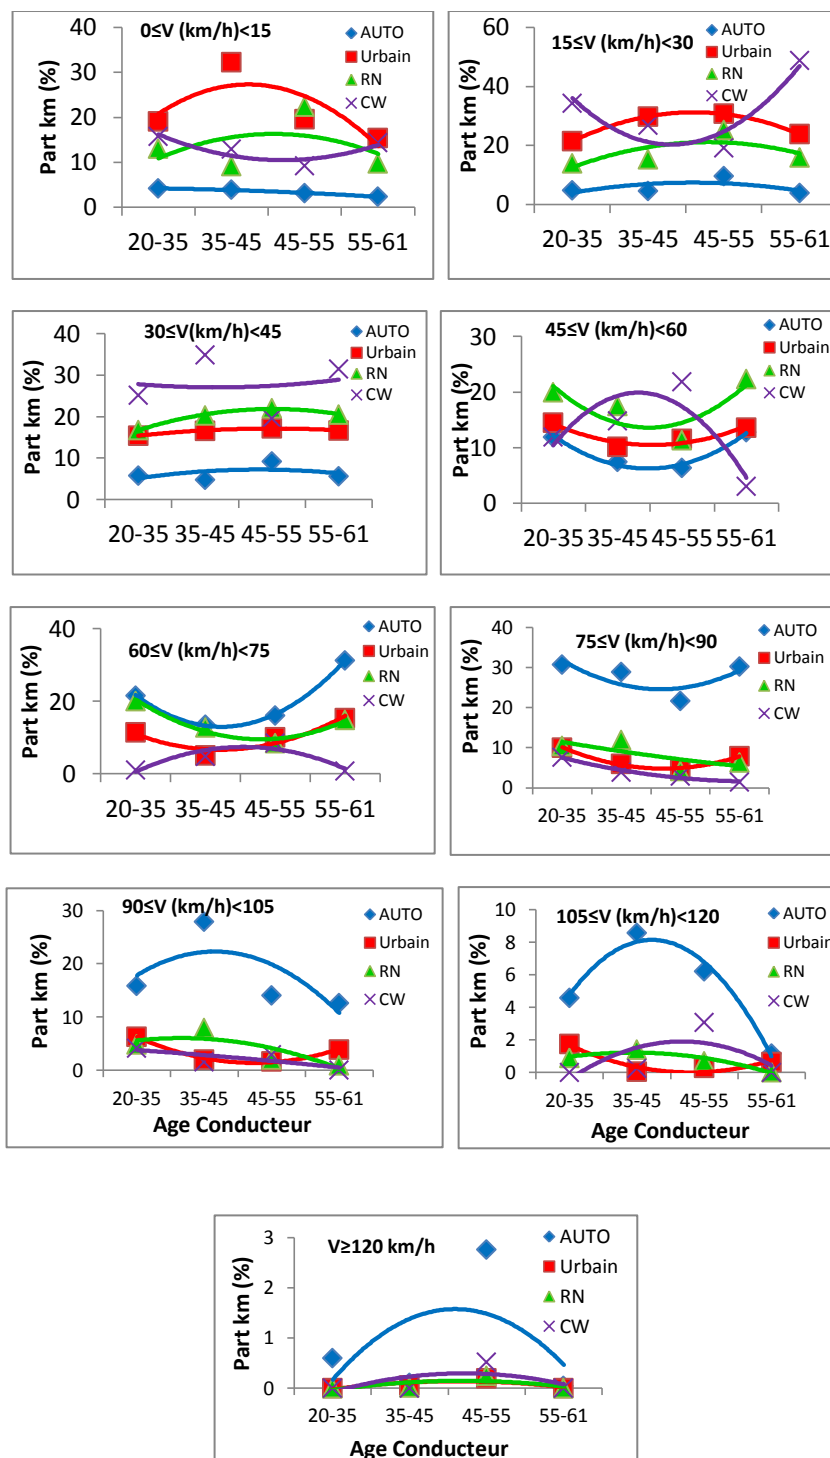 0≤V (km/h)<15
AUTO
Urbain
RN
CW
Part km (%)
40
30
20
10
0
20-35 35-45 45-55 55-61
15≤V (km/h)<30
AUTO
Urbain
RN
CW
Part km (%)
60
40
20
0
20-35 35-45 45-55 55-61
30≤V(km/h)<45
AUTO
Urbain
RN
CW
Part km (%)
40
30
20
10
0
20-35 35-45 45-55 55-61
45≤V (km/h)<60
AUTO
Urbain
RN
CW
Part km (%)
30
20
10
0
20-35 35-45 45-55 55-61
60≤V (km/h)<75
AUTO
Urbain
RN
CW
Part km (%)
40
20
0
20-35 35-45 45-55 55-61
75≤V (km/h)<90
AUTO
Urbain
RN
CW
Part km (%)
40
30
20
10
0
20-35 35-45 45-55 55-61
90≤V (km/h)<105
AUTO
Urbain
RN
CW
Part km (%)
30
20
10
0
20-35 35-45 45-55 55-61
Age Conducteur
105≤V (km/h)<120
AUTO
Urbain
RN
CW
Part km (%)
10
8
6
4
2
0
20-35 35-45 45-55 55-61
Age Conducteur
V≥120 km/h
AUTO
Urbain
RN
CW
Part km (%)
3
2
1
0
20-35 35-45 45-55 55-61
Age Conducteur